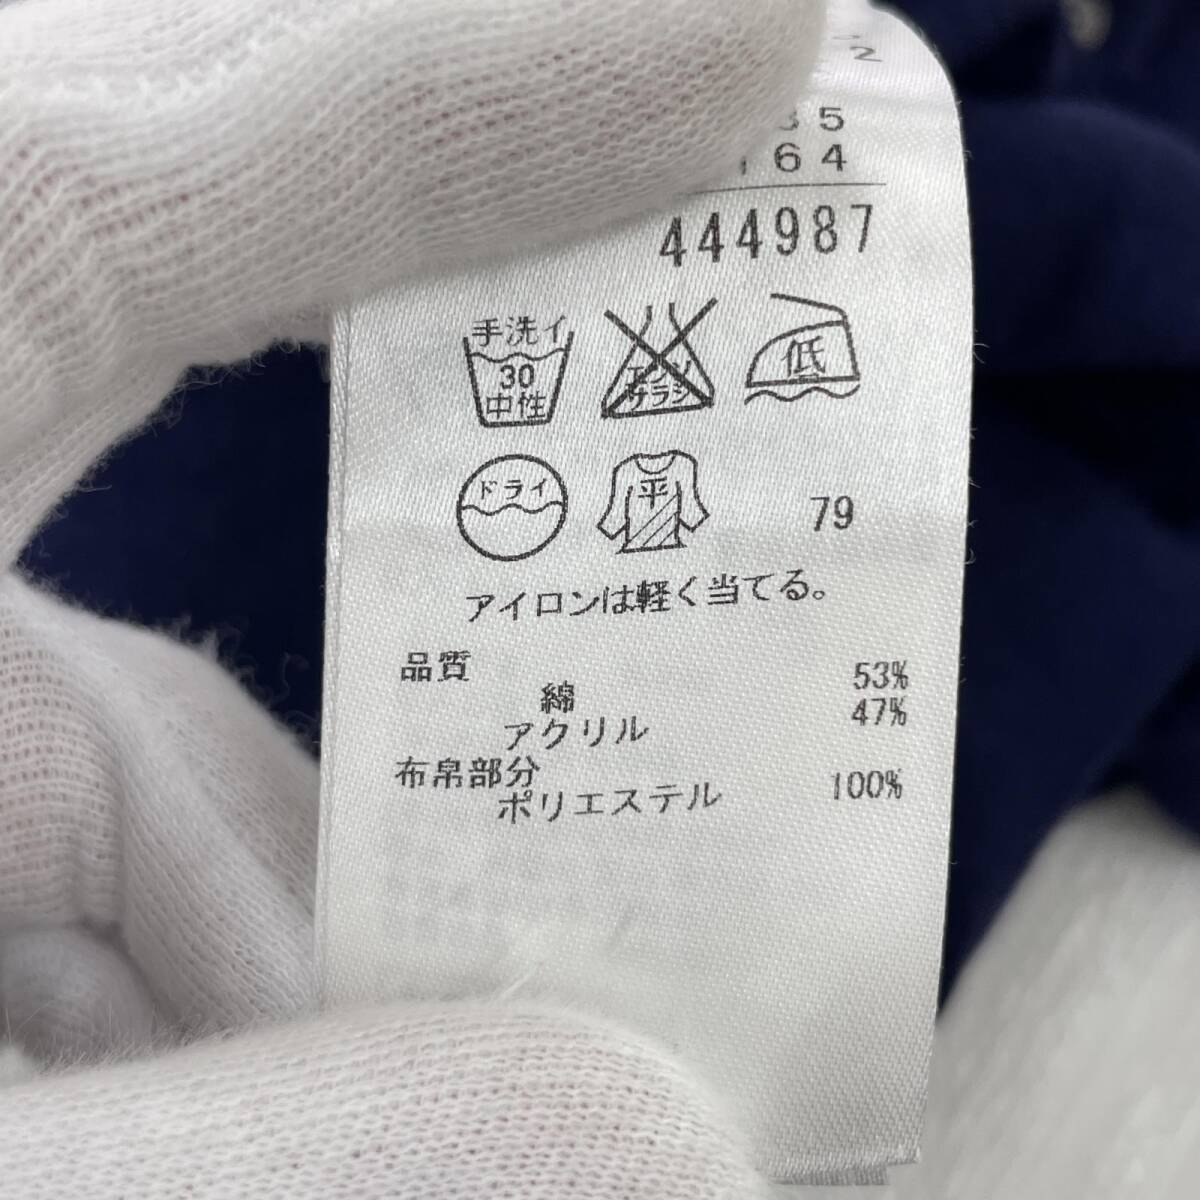 2
35
164
444987
手洗イ
30
中性
エンソ
サラシ
低
ドライ
平
79
アイロンは軽く当てる。
品質
綿 53%
アクリル 47%
布帛部分
ポリエステル 100%